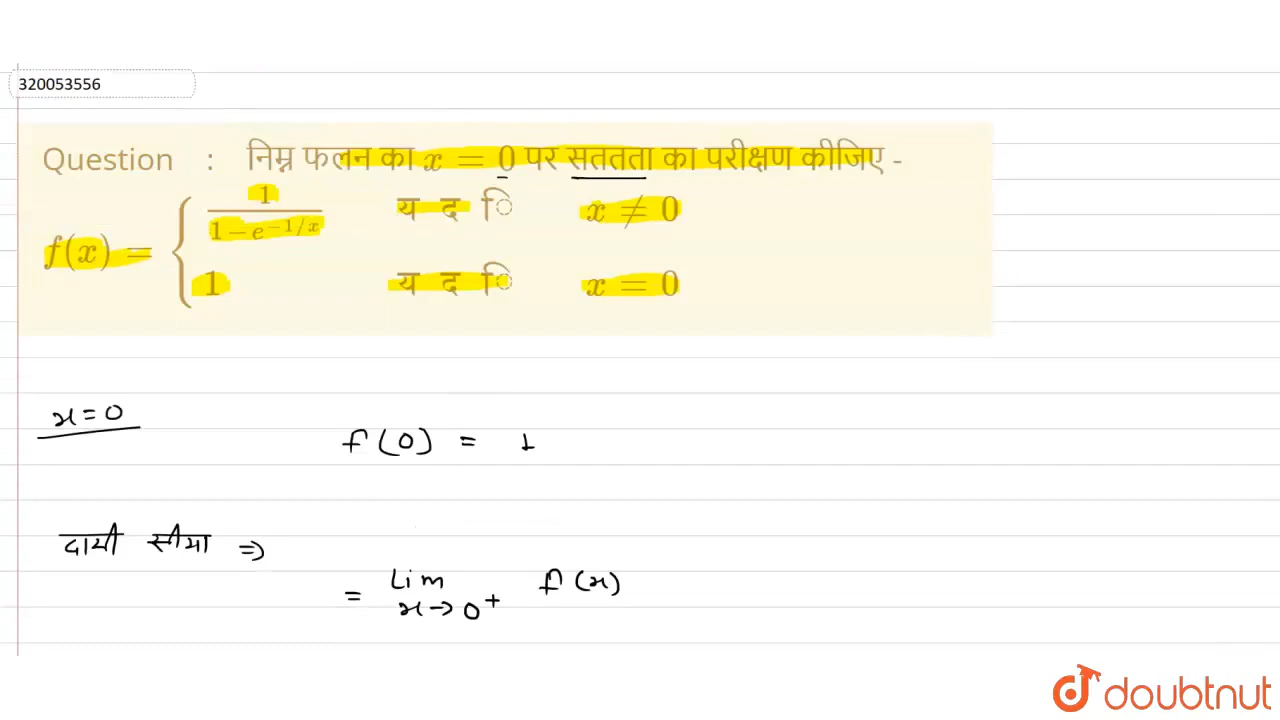 320053556
Question : निम्न फलन का x = 0 पर सततता का परीक्षण कीजिए -
f(x) = { 1/(1-e^{-1/x}) य द ि x ≠ 0
1 य द ि x = 0
x=0
f(0) = 1
दायी सीमा ⇒
= Lim x→0+ f(x)
doubtnut